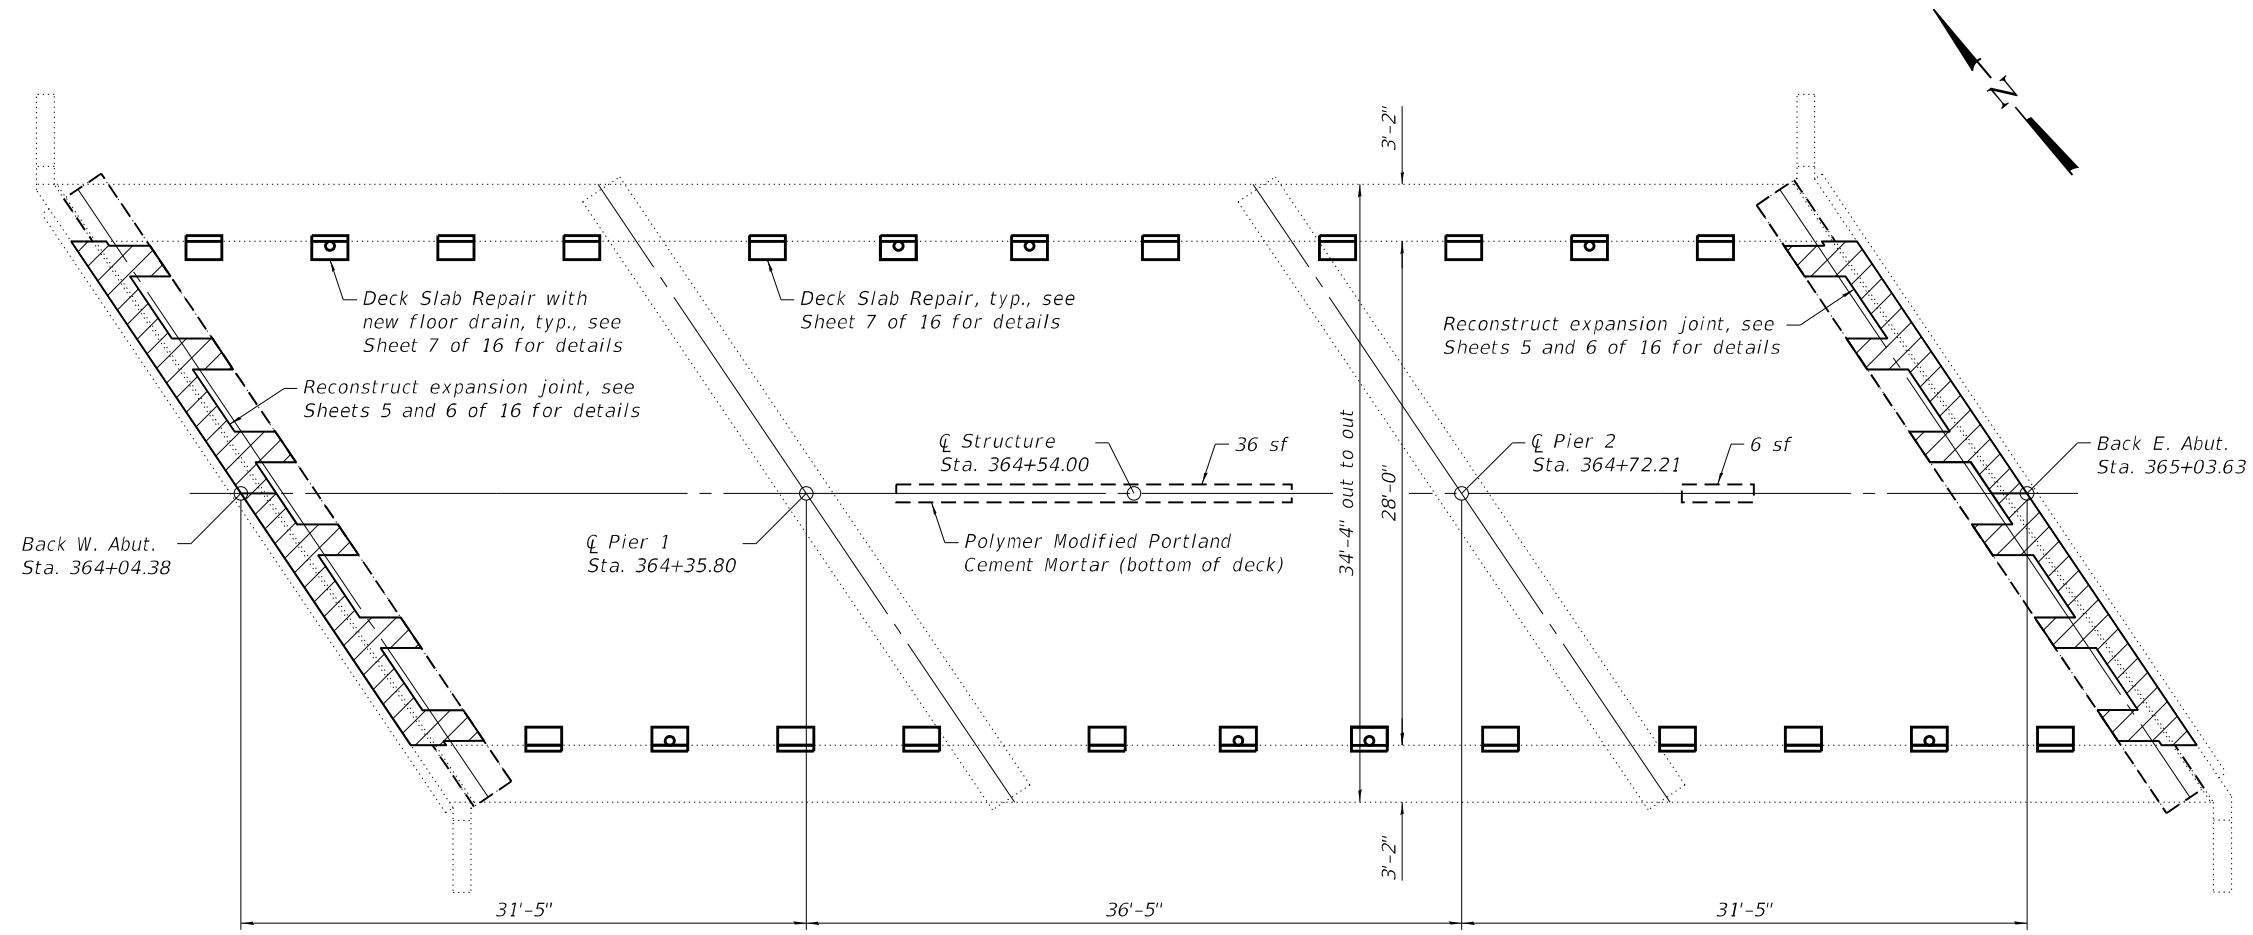 N
3'-2"
Deck Slab Repair with
new floor drain, typ., see
Sheet 7 of 16 for details
Deck Slab Repair, typ., see
Sheet 7 of 16 for details
Reconstruct expansion joint, see
Sheets 5 and 6 of 16 for details
Reconstruct expansion joint, see
Sheets 5 and 6 of 16 for details
34'-4" out to out
28'-0"
℄ Structure
Sta. 364+54.00
36 sf
℄ Pier 2
Sta. 364+72.21
6 sf
Back E. Abut.
Sta. 365+03.63
Back W. Abut.
Sta. 364+04.38
℄ Pier 1
Sta. 364+35.80
Polymer Modified Portland
Cement Mortar (bottom of deck)
3'-2"
31'-5"
36'-5"
31'-5"